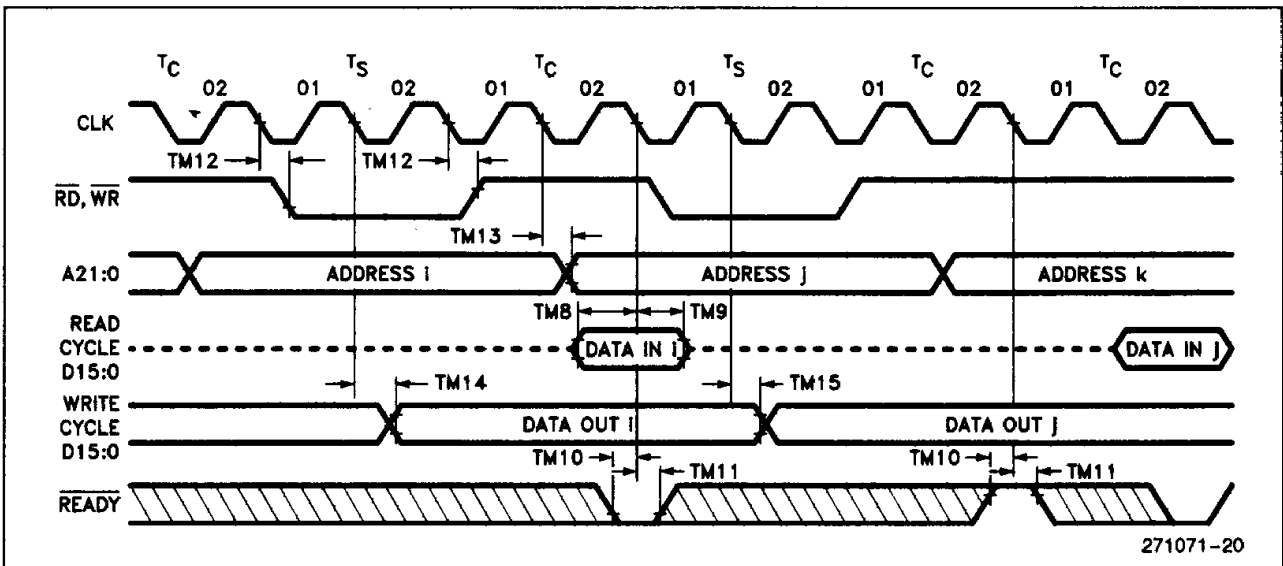 TC TS TC TS TC TC
02 01 02 01 02 01 02 01 02 01 02
CLK
TM12 TM12
RD, WR
TM13
A21:0 ADDRESS i ADDRESS j ADDRESS k
TM8 TM9
READ
CYCLE
D15:0
DATA IN i DATA IN j
TM14 TM15
WRITE
CYCLE
D15:0
DATA OUT i DATA OUT j
TM10 TM11 TM10 TM11
READY
271071-20